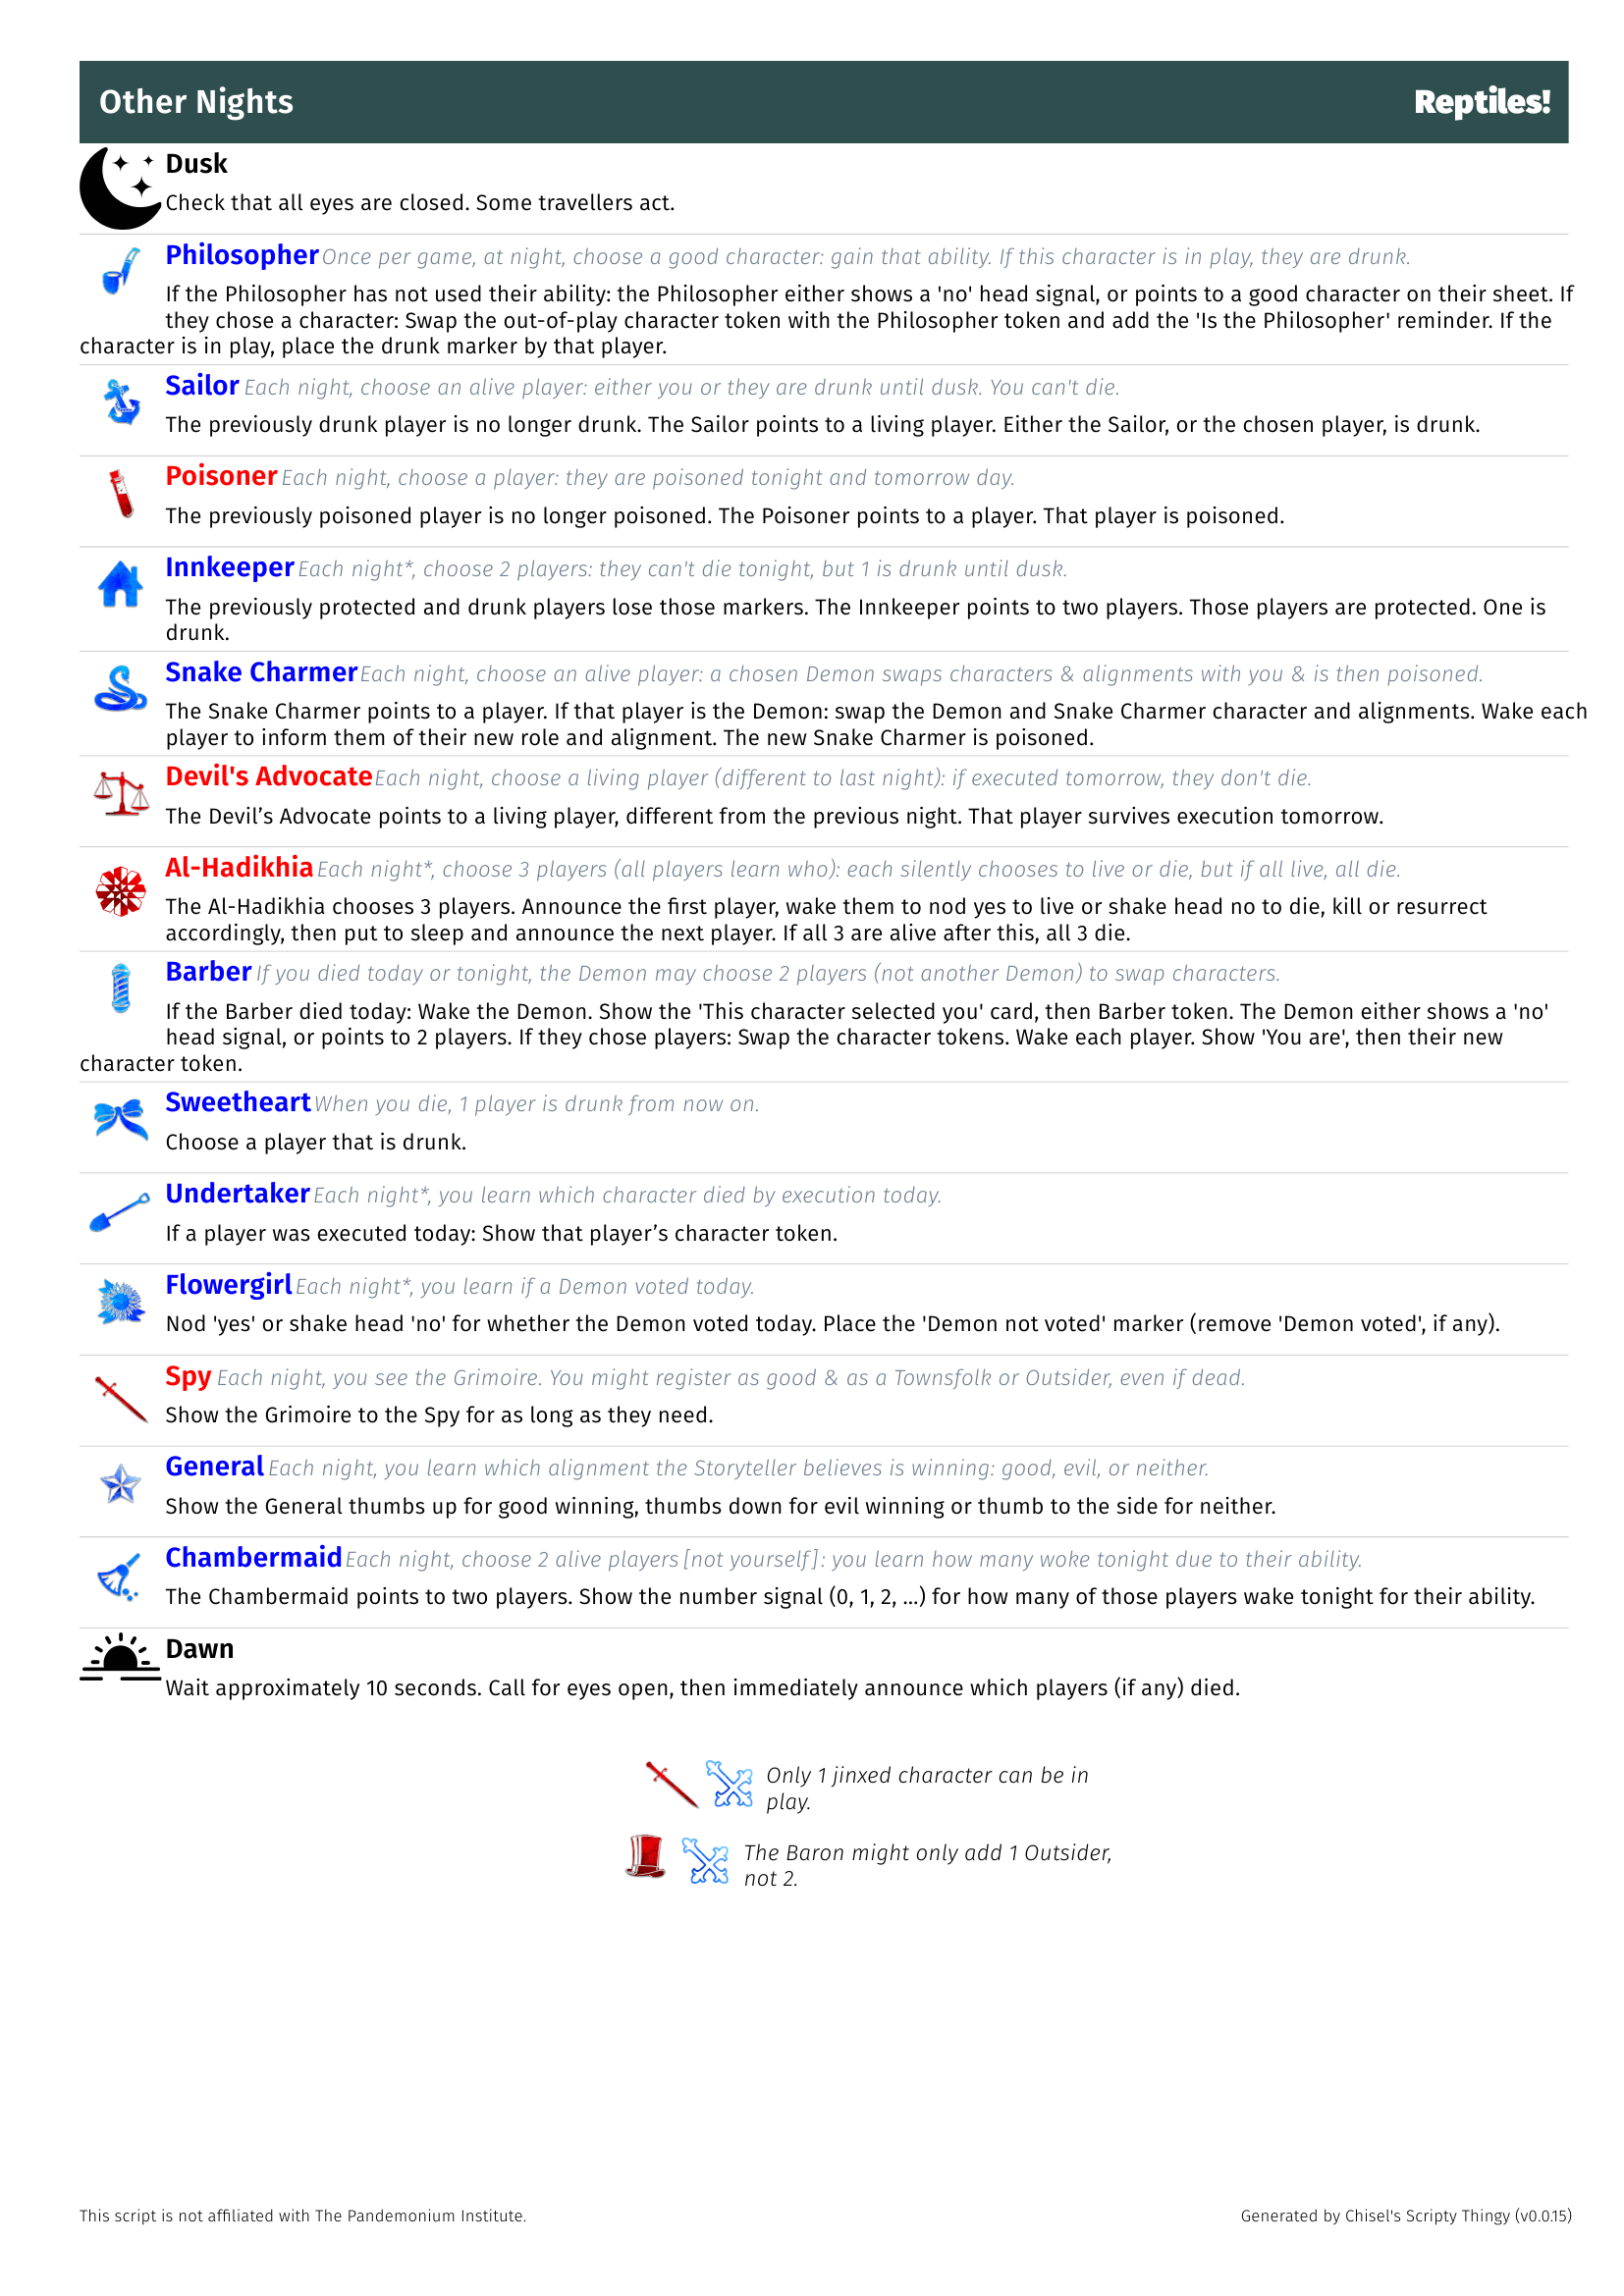 Other Nights
Reptiles!
Dusk
Check that all eyes are closed. Some travellers act.
Philosopher Once per game, at night, choose a good character: gain that ability. If this character is in play, they are drunk.
If the Philosopher has not used their ability: the Philosopher either shows a 'no' head signal, or points to a good character on their sheet. If
they chose a character: Swap the out-of-play character token with the Philosopher token and add the 'Is the Philosopher' reminder. If the
character is in play, place the drunk marker by that player.
Sailor Each night, choose an alive player: either you or they are drunk until dusk. You can't die.
The previously drunk player is no longer drunk. The Sailor points to a living player. Either the Sailor, or the chosen player, is drunk.
Poisoner Each night, choose a player: they are poisoned tonight and tomorrow day.
The previously poisoned player is no longer poisoned. The Poisoner points to a player. That player is poisoned.
Innkeeper Each night*, choose 2 players: they can't die tonight, but 1 is drunk until dusk.
The previously protected and drunk players lose those markers. The Innkeeper points to two players. Those players are protected. One is
drunk.
Snake Charmer Each night, choose an alive player: a chosen Demon swaps characters & alignments with you & is then poisoned.
The Snake Charmer points to a player. If that player is the Demon: swap the Demon and Snake Charmer character and alignments. Wake each
player to inform them of their new role and alignment. The new Snake Charmer is poisoned.
Devil's Advocate Each night, choose a living player (different to last night): if executed tomorrow, they don't die.
The Devil’s Advocate points to a living player, different from the previous night. That player survives execution tomorrow.
Al-Hadikhia Each night*, choose 3 players (all players learn who): each silently chooses to live or die, but if all live, all die.
The Al-Hadikhia chooses 3 players. Announce the first player, wake them to nod yes to live or shake head no to die, kill or resurrect
accordingly, then put to sleep and announce the next player. If all 3 are alive after this, all 3 die.
Barber If you died today or tonight, the Demon may choose 2 players (not another Demon) to swap characters.
If the Barber died today: Wake the Demon. Show the 'This character selected you' card, then Barber token. The Demon either shows a 'no'
head signal, or points to 2 players. If they chose players: Swap the character tokens. Wake each player. Show 'You are', then their new
character token.
Sweetheart When you die, 1 player is drunk from now on.
Choose a player that is drunk.
Undertaker Each night*, you learn which character died by execution today.
If a player was executed today: Show that player’s character token.
Flowergirl Each night*, you learn if a Demon voted today.
Nod 'yes' or shake head 'no' for whether the Demon voted today. Place the 'Demon not voted' marker (remove 'Demon voted', if any).
Spy Each night, you see the Grimoire. You might register as good & as a Townsfolk or Outsider, even if dead.
Show the Grimoire to the Spy for as long as they need.
General Each night, you learn which alignment the Storyteller believes is winning: good, evil, or neither.
Show the General thumbs up for good winning, thumbs down for evil winning or thumb to the side for neither.
Chambermaid Each night, choose 2 alive players [not yourself]: you learn how many woke tonight due to their ability.
The Chambermaid points to two players. Show the number signal (0, 1, 2, ...) for how many of those players wake tonight for their ability.
Dawn
Wait approximately 10 seconds. Call for eyes open, then immediately announce which players (if any) died.
Only 1 jinxed character can be in
play.
The Baron might only add 1 Outsider,
not 2.
This script is not affiliated with The Pandemonium Institute.
Generated by Chisel's Scripty Thingy (v0.0.15)